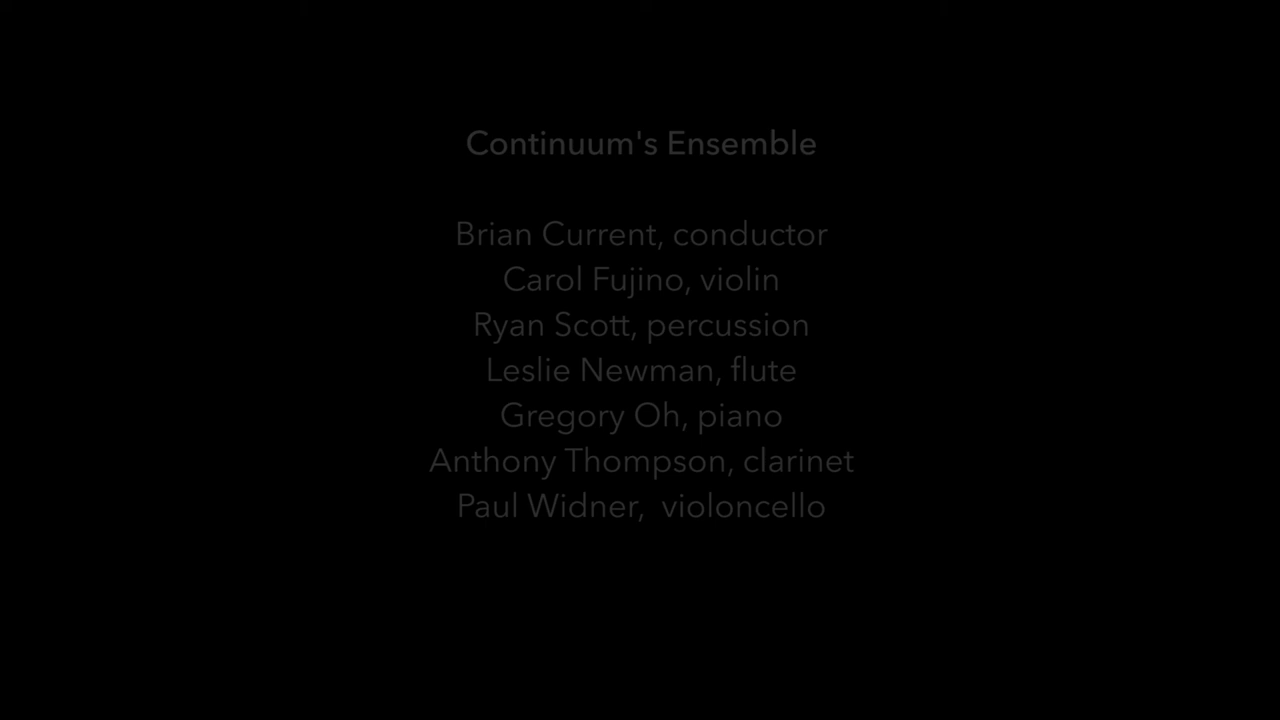 Continuum's Ensemble
Brian Current, conductor
Carol Fujino, violin
Ryan Scott, percussion
Leslie Newman, flute
Gregory Oh, piano
Anthony Thompson, clarinet
Paul Widner,  violoncello